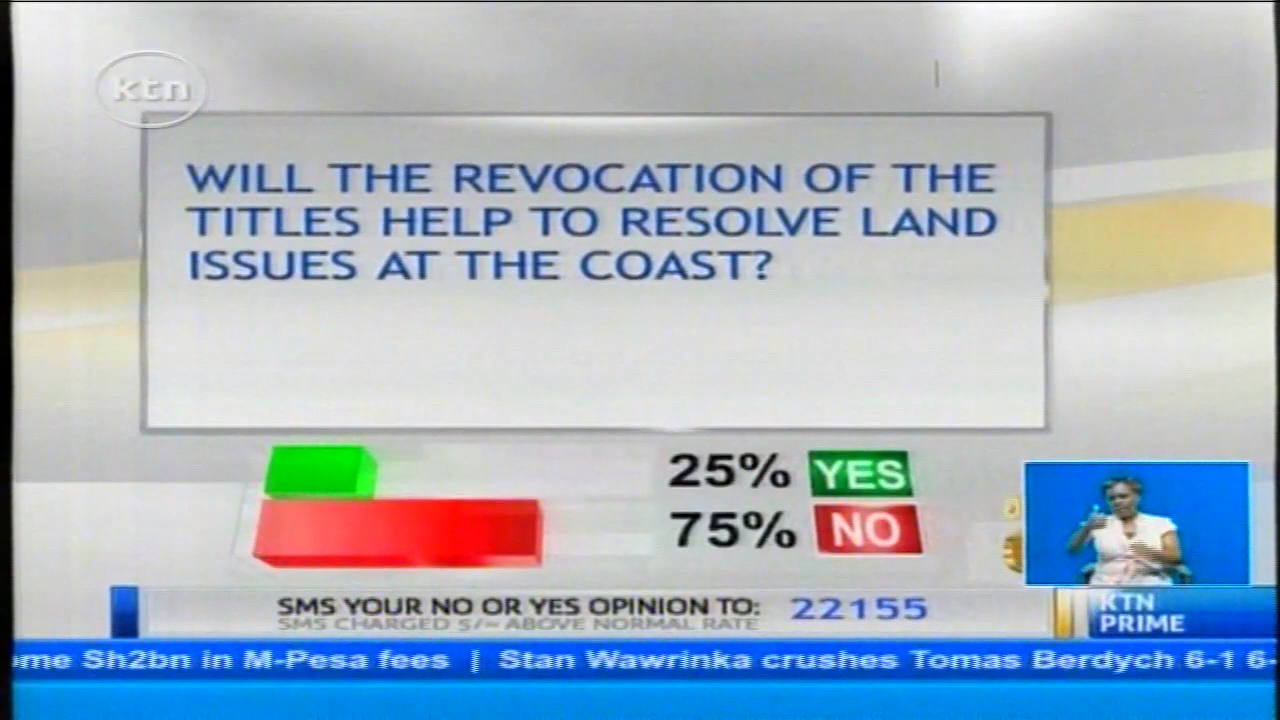 ktn
WILL THE REVOCATION OF THE
TITLES HELP TO RESOLVE LAND
ISSUES AT THE COAST?
25% YES
75% NO
SMS YOUR NO OR YES OPINION TO: 22155
SMS CHARGED 5/= ABOVE NORMAL RATE
KTN
PRIME
ome Sh2bn in M-Pesa fees | Stan Wawrinka crushes Tomas Berdych 6-1 6-